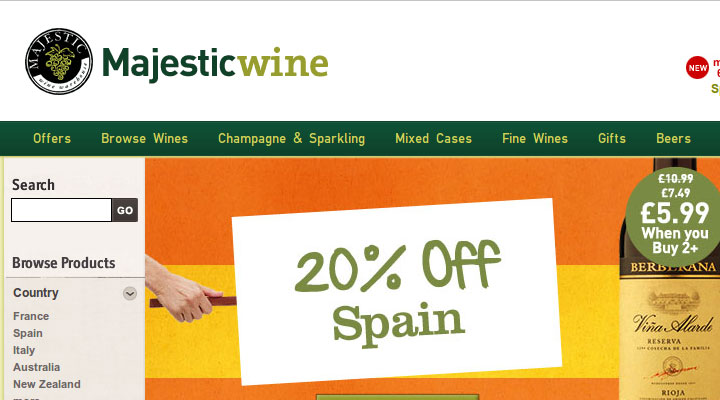 MAJESTIC
wine warehouse
Majesticwine
NEW
Offers Browse Wines Champagne & Sparkling Mixed Cases Fine Wines Gifts Beers
Search
GO
Browse Products
Country
France
Spain
Italy
Australia
New Zealand
20% Off
Spain
£10.99
£7.49
£5.99
When you
Buy 2+
BERBERANA
Viña Alarde
RESERVA
RIOJA